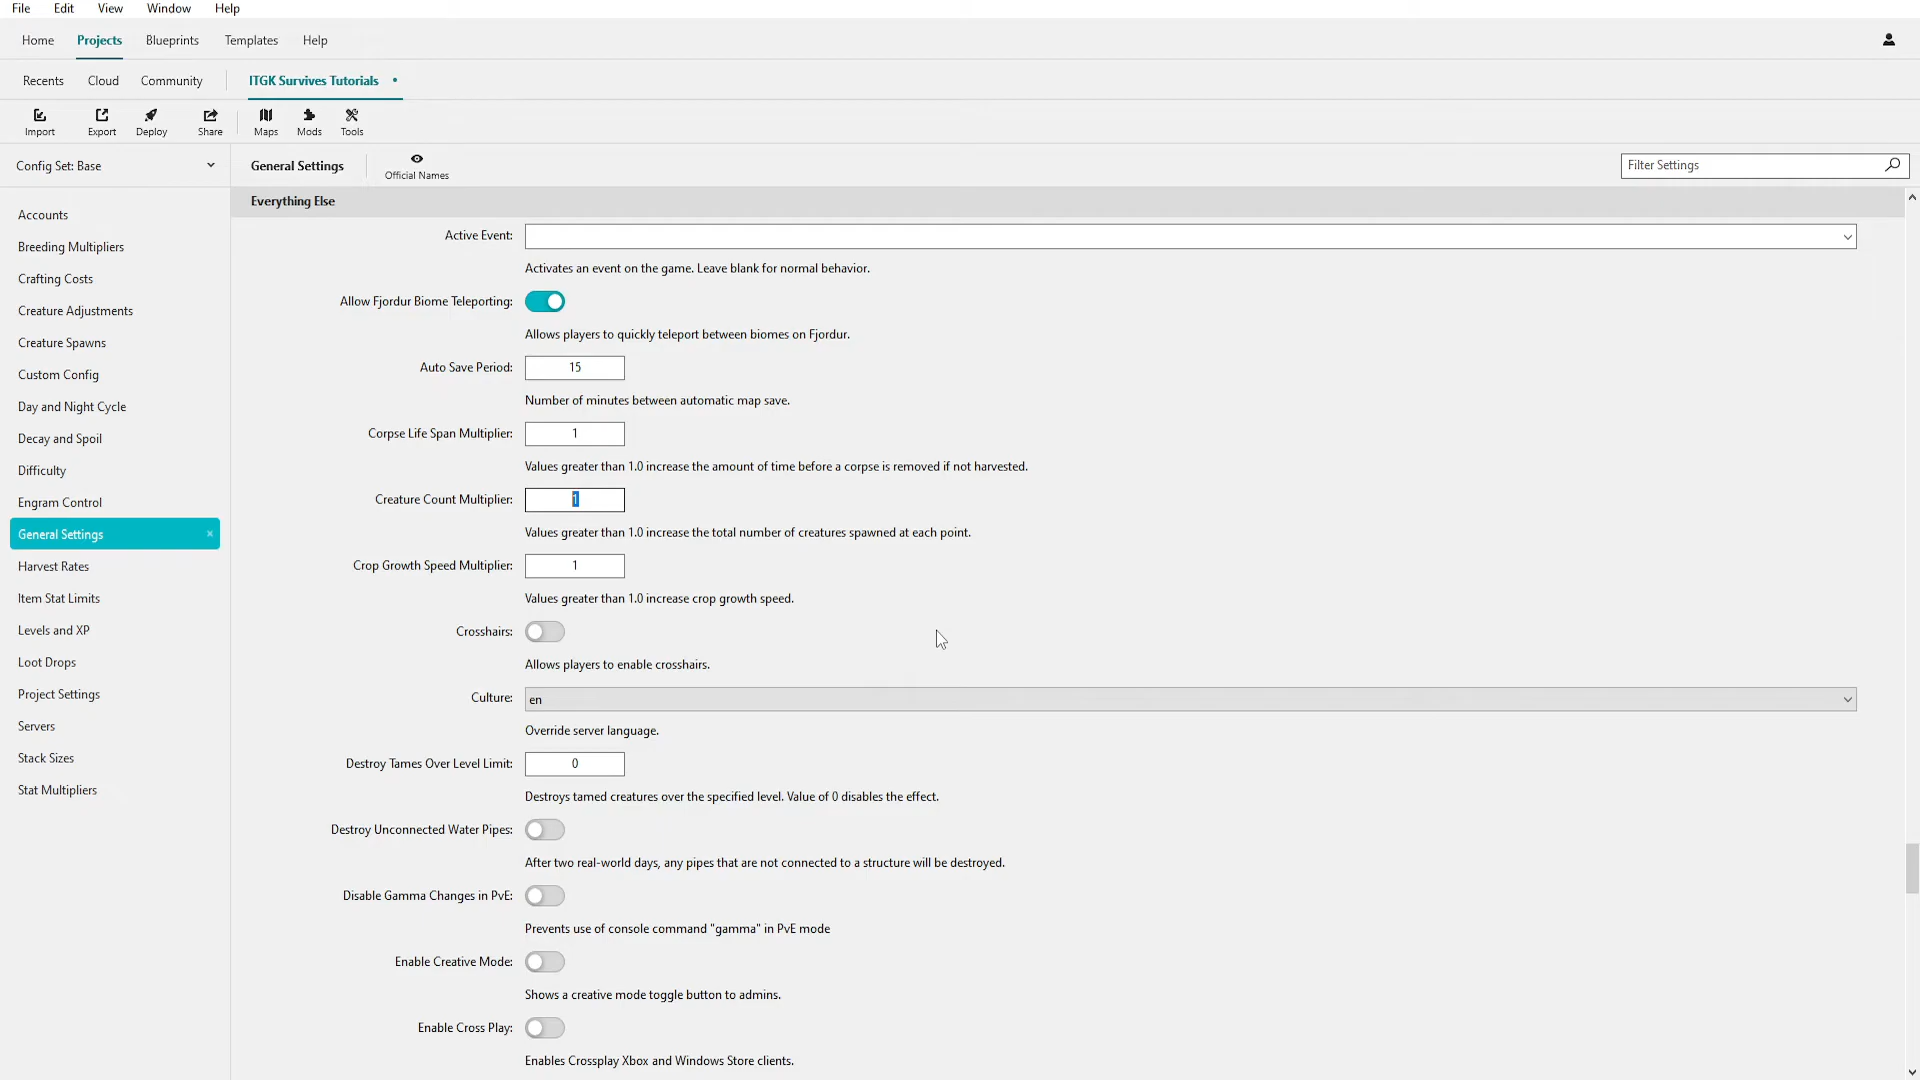 File Edit View Window Help
Home Projects Blueprints Templates Help
Recents Cloud Community ITGK Survives Tutorials •
Import Export Deploy Share Maps Mods Tools
Config Set: Base
General Settings
Official Names
Filter Settings
Accounts
Breeding Multipliers
Crafting Costs
Creature Adjustments
Creature Spawns
Custom Config
Day and Night Cycle
Decay and Spoil
Difficulty
Engram Control
General Settings ×
Harvest Rates
Item Stat Limits
Levels and XP
Loot Drops
Project Settings
Servers
Stack Sizes
Stat Multipliers
Everything Else
Active Event:
Activates an event on the game. Leave blank for normal behavior.
Allow Fjordur Biome Teleporting:
Allows players to quickly teleport between biomes on Fjordur.
Auto Save Period: 15
Number of minutes between automatic map save.
Corpse Life Span Multiplier: 1
Values greater than 1.0 increase the amount of time before a corpse is removed if not harvested.
Creature Count Multiplier: 1
Values greater than 1.0 increase the total number of creatures spawned at each point.
Crop Growth Speed Multiplier: 1
Values greater than 1.0 increase crop growth speed.
Crosshairs:
Allows players to enable crosshairs.
Culture: en
Override server language.
Destroy Tames Over Level Limit: 0
Destroys tamed creatures over the specified level. Value of 0 disables the effect.
Destroy Unconnected Water Pipes:
After two real-world days, any pipes that are not connected to a structure will be destroyed.
Disable Gamma Changes in PvE:
Prevents use of console command "gamma" in PvE mode
Enable Creative Mode:
Shows a creative mode toggle button to admins.
Enable Cross Play:
Enables Crossplay Xbox and Windows Store clients.